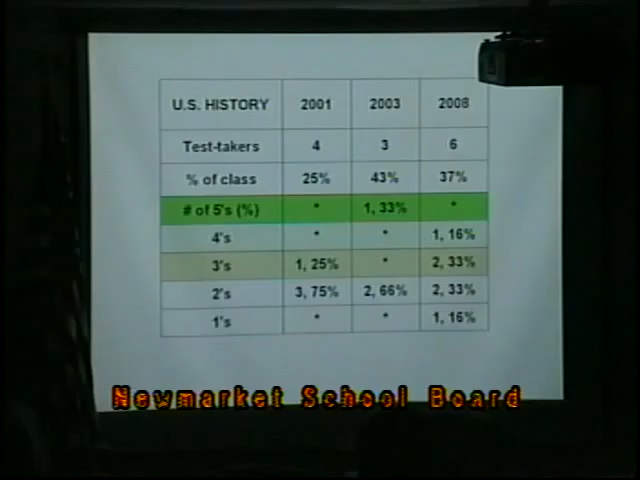 U.S. HISTORY 2001 2003 2008
Test-takers 4 3 6
% of class 25% 43% 37%
# of 5's (%) * 1, 33% *
4's * * 1, 16%
3's 1, 25% * 2, 33%
2's 3, 75% 2, 66% 2, 33%
1's * * 1, 16%
Newmarket School Board